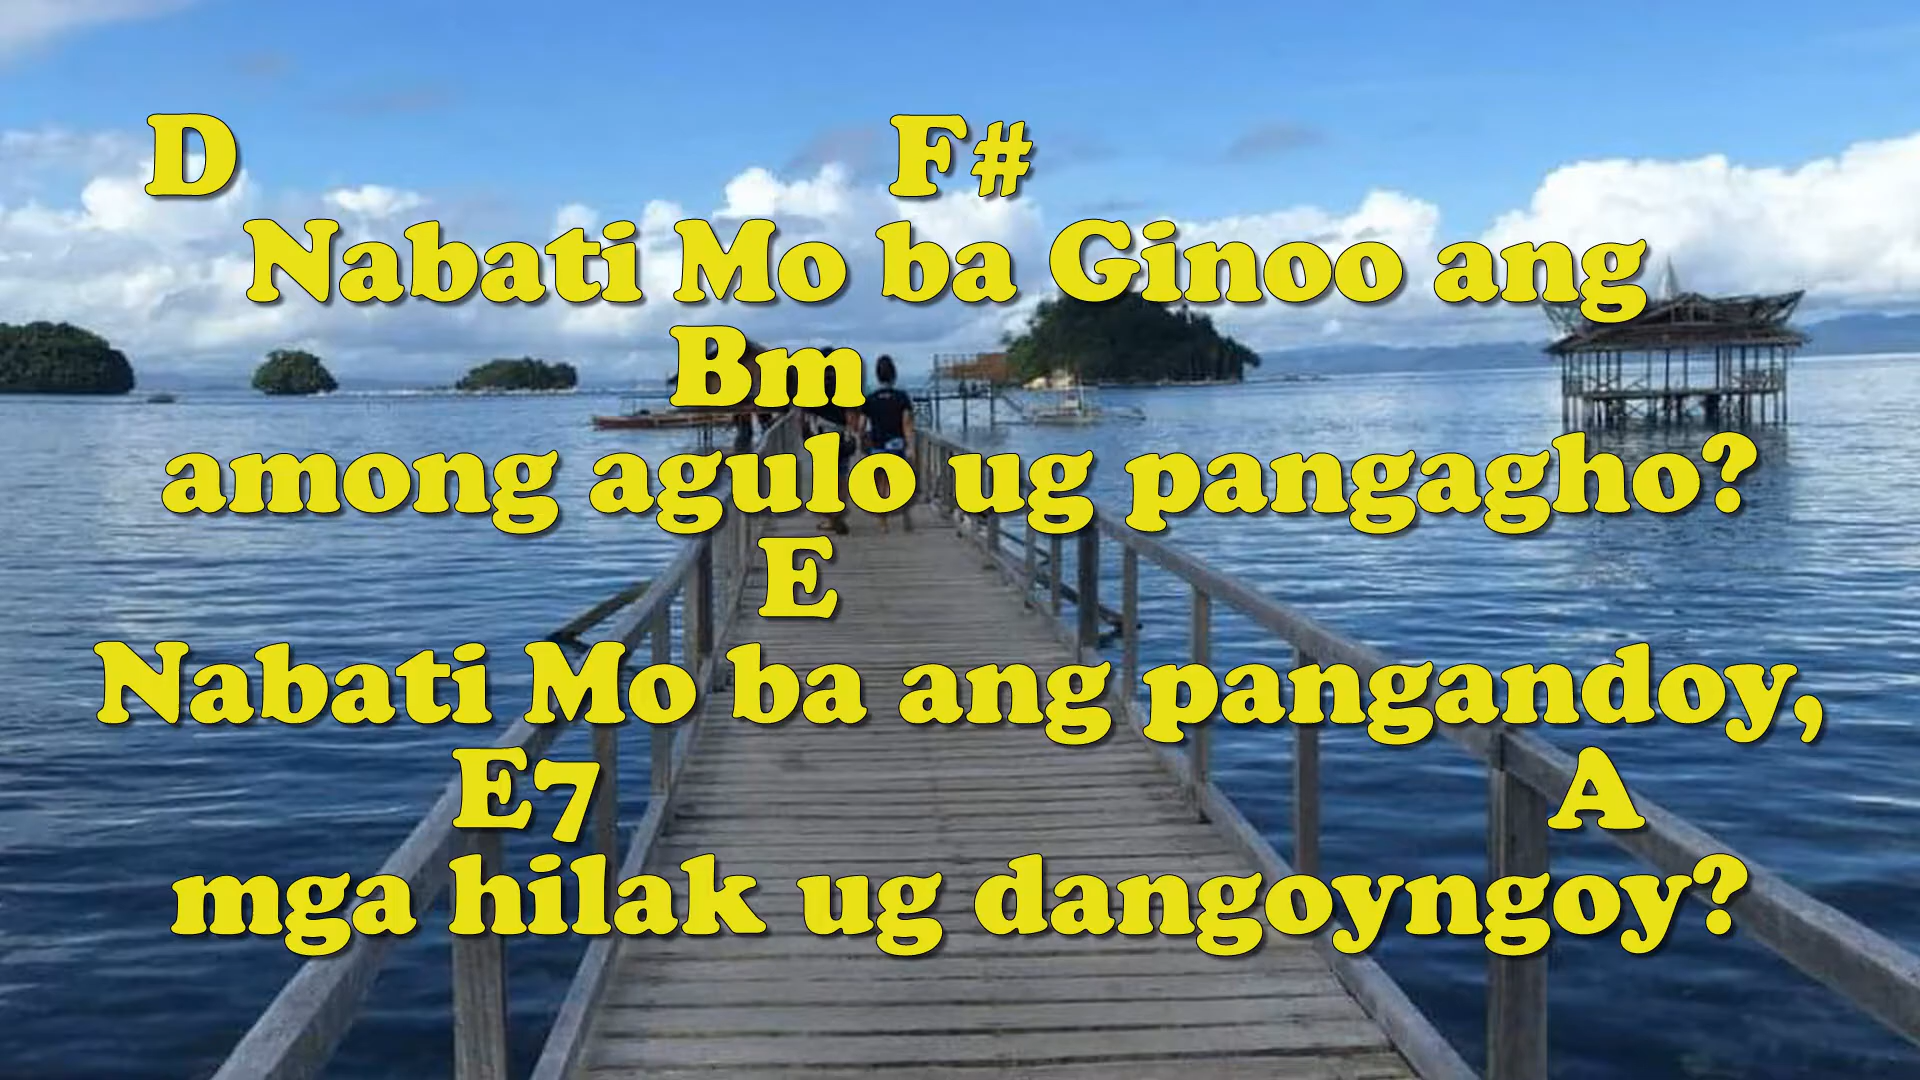 D F#
Nabati Mo ba Ginoo ang
Bm
among agulo ug pangagho?
E
Nabati Mo ba ang pangandoy,
E7 A
mga hilak ug dangoyngoy?